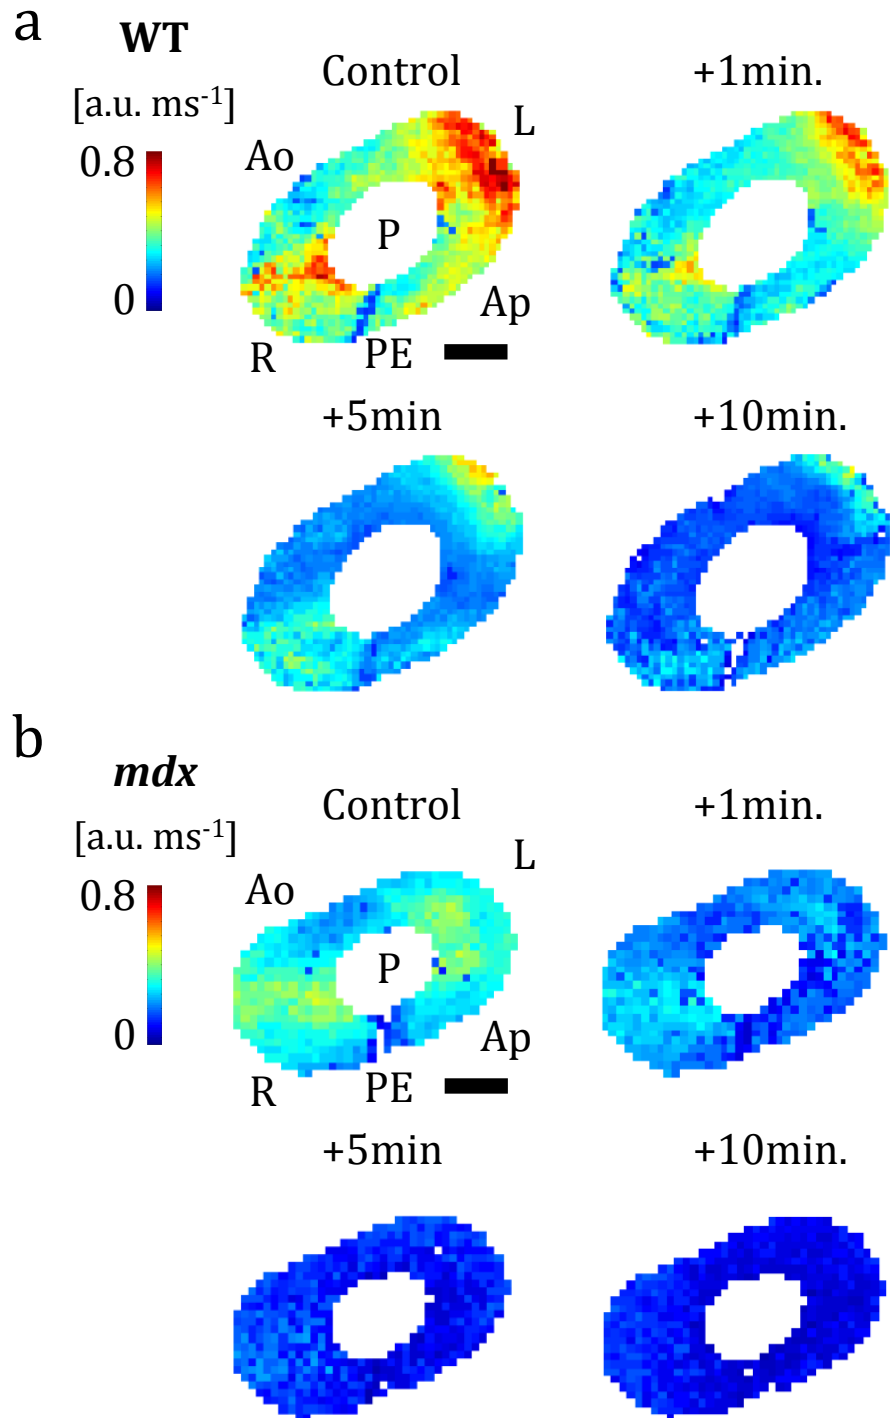 a
WT
Control
+1min.
[a.u. ms⁻¹]
0.8
0
Ao
L
P
Ap
R
PE
+5min
+10min.
b
mdx
Control
+1min.
[a.u. ms⁻¹]
0.8
0
Ao
L
P
Ap
R
PE
+5min
+10min.